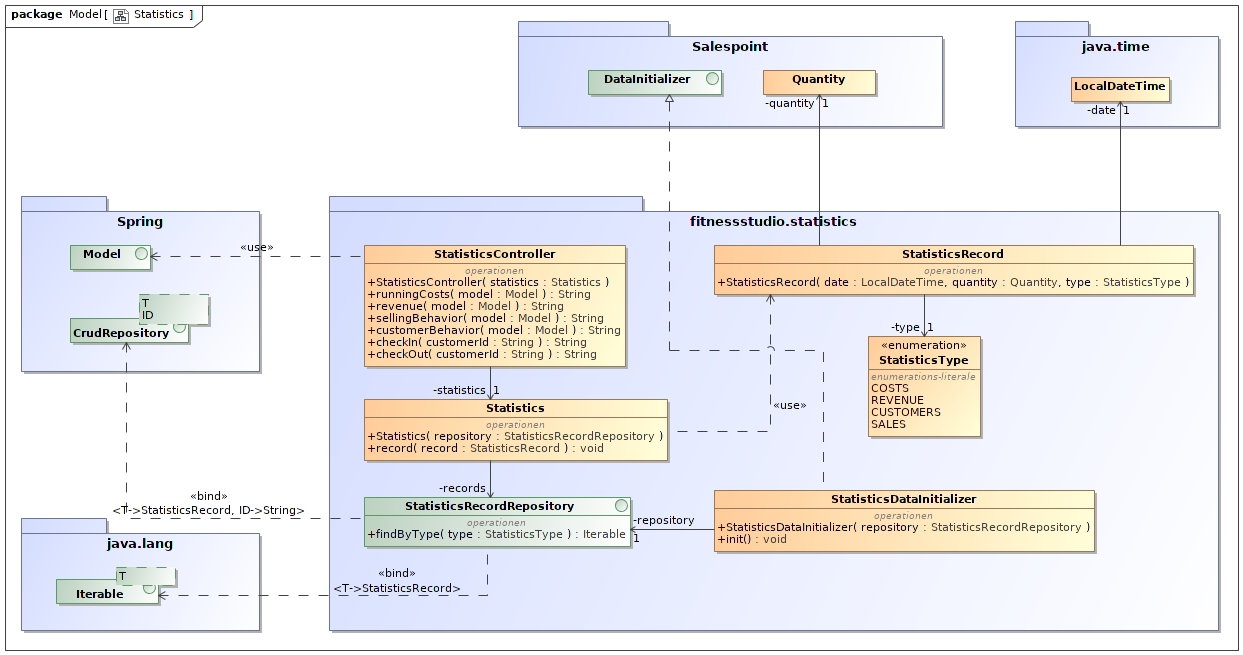 package Model[ Statistics ]
Salespoint
DataInitializer
Quantity
-quantity 1
java.time
LocalDateTime
-date 1
Spring
Model
«use»
T
ID
CrudRepository
fitnessstudio.statistics
StatisticsController
operationen
+StatisticsController( statistics : Statistics )
+runningCosts( model : Model ) : String
+revenue( model : Model ) : String
+sellingBehavior( model : Model ) : String
+customerBehavior( model : Model ) : String
+checkIn( customerId : String ) : String
+checkOut( customerId : String ) : String
StatisticsRecord
operationen
+StatisticsRecord( date : LocalDateTime, quantity : Quantity, type : StatisticsType )
-type 1
«enumeration»
StatisticsType
enumerations-literale
COSTS
REVENUE
CUSTOMERS
SALES
-statistics 1
Statistics
operationen
+Statistics( repository : StatisticsRecordRepository )
+record( record : StatisticsRecord ) : void
«use»
-records
StatisticsRecordRepository
operationen
+findByType( type : StatisticsType ) : Iterable
-repository
1
StatisticsDataInitializer
operationen
+StatisticsDataInitializer( repository : StatisticsRecordRepository )
+init() : void
«bind»
<T->StatisticsRecord, ID->String>
java.lang
T
Iterable
«bind»
<T->StatisticsRecord>